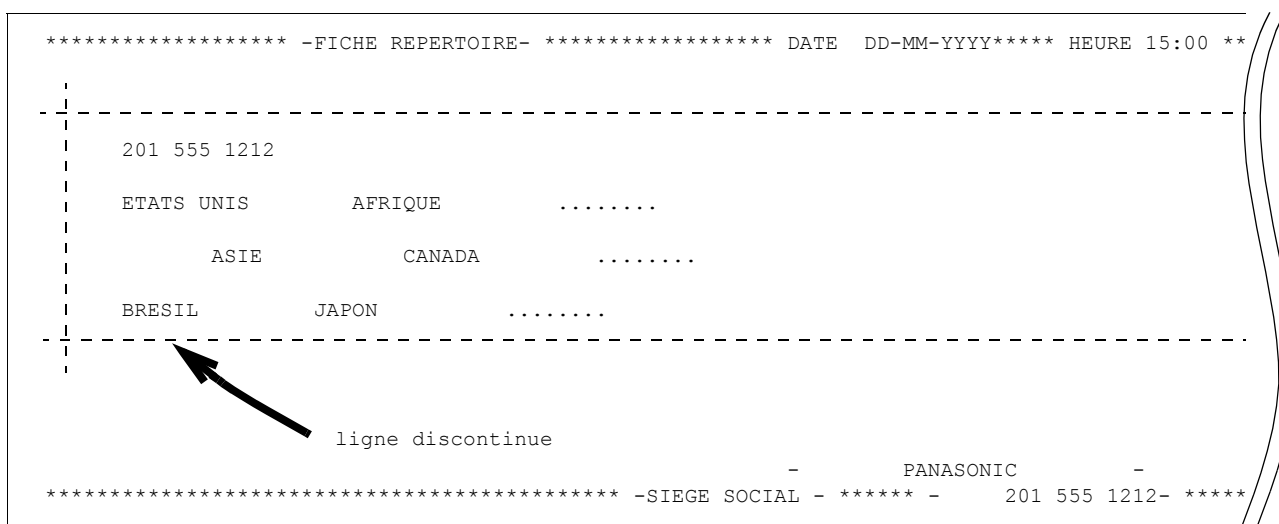 ******************* -FICHE REPERTOIRE- ****************** DATE  DD-MM-YYYY***** HEURE 15:00 **
201 555 1212
ETATS UNIS        AFRIQUE         ........
ASIE           CANADA         ........
BRESIL         JAPON          ........
ligne discontinue
-        PANASONIC         -
********************************************* -SIEGE SOCIAL - ****** -     201 555 1212- *****